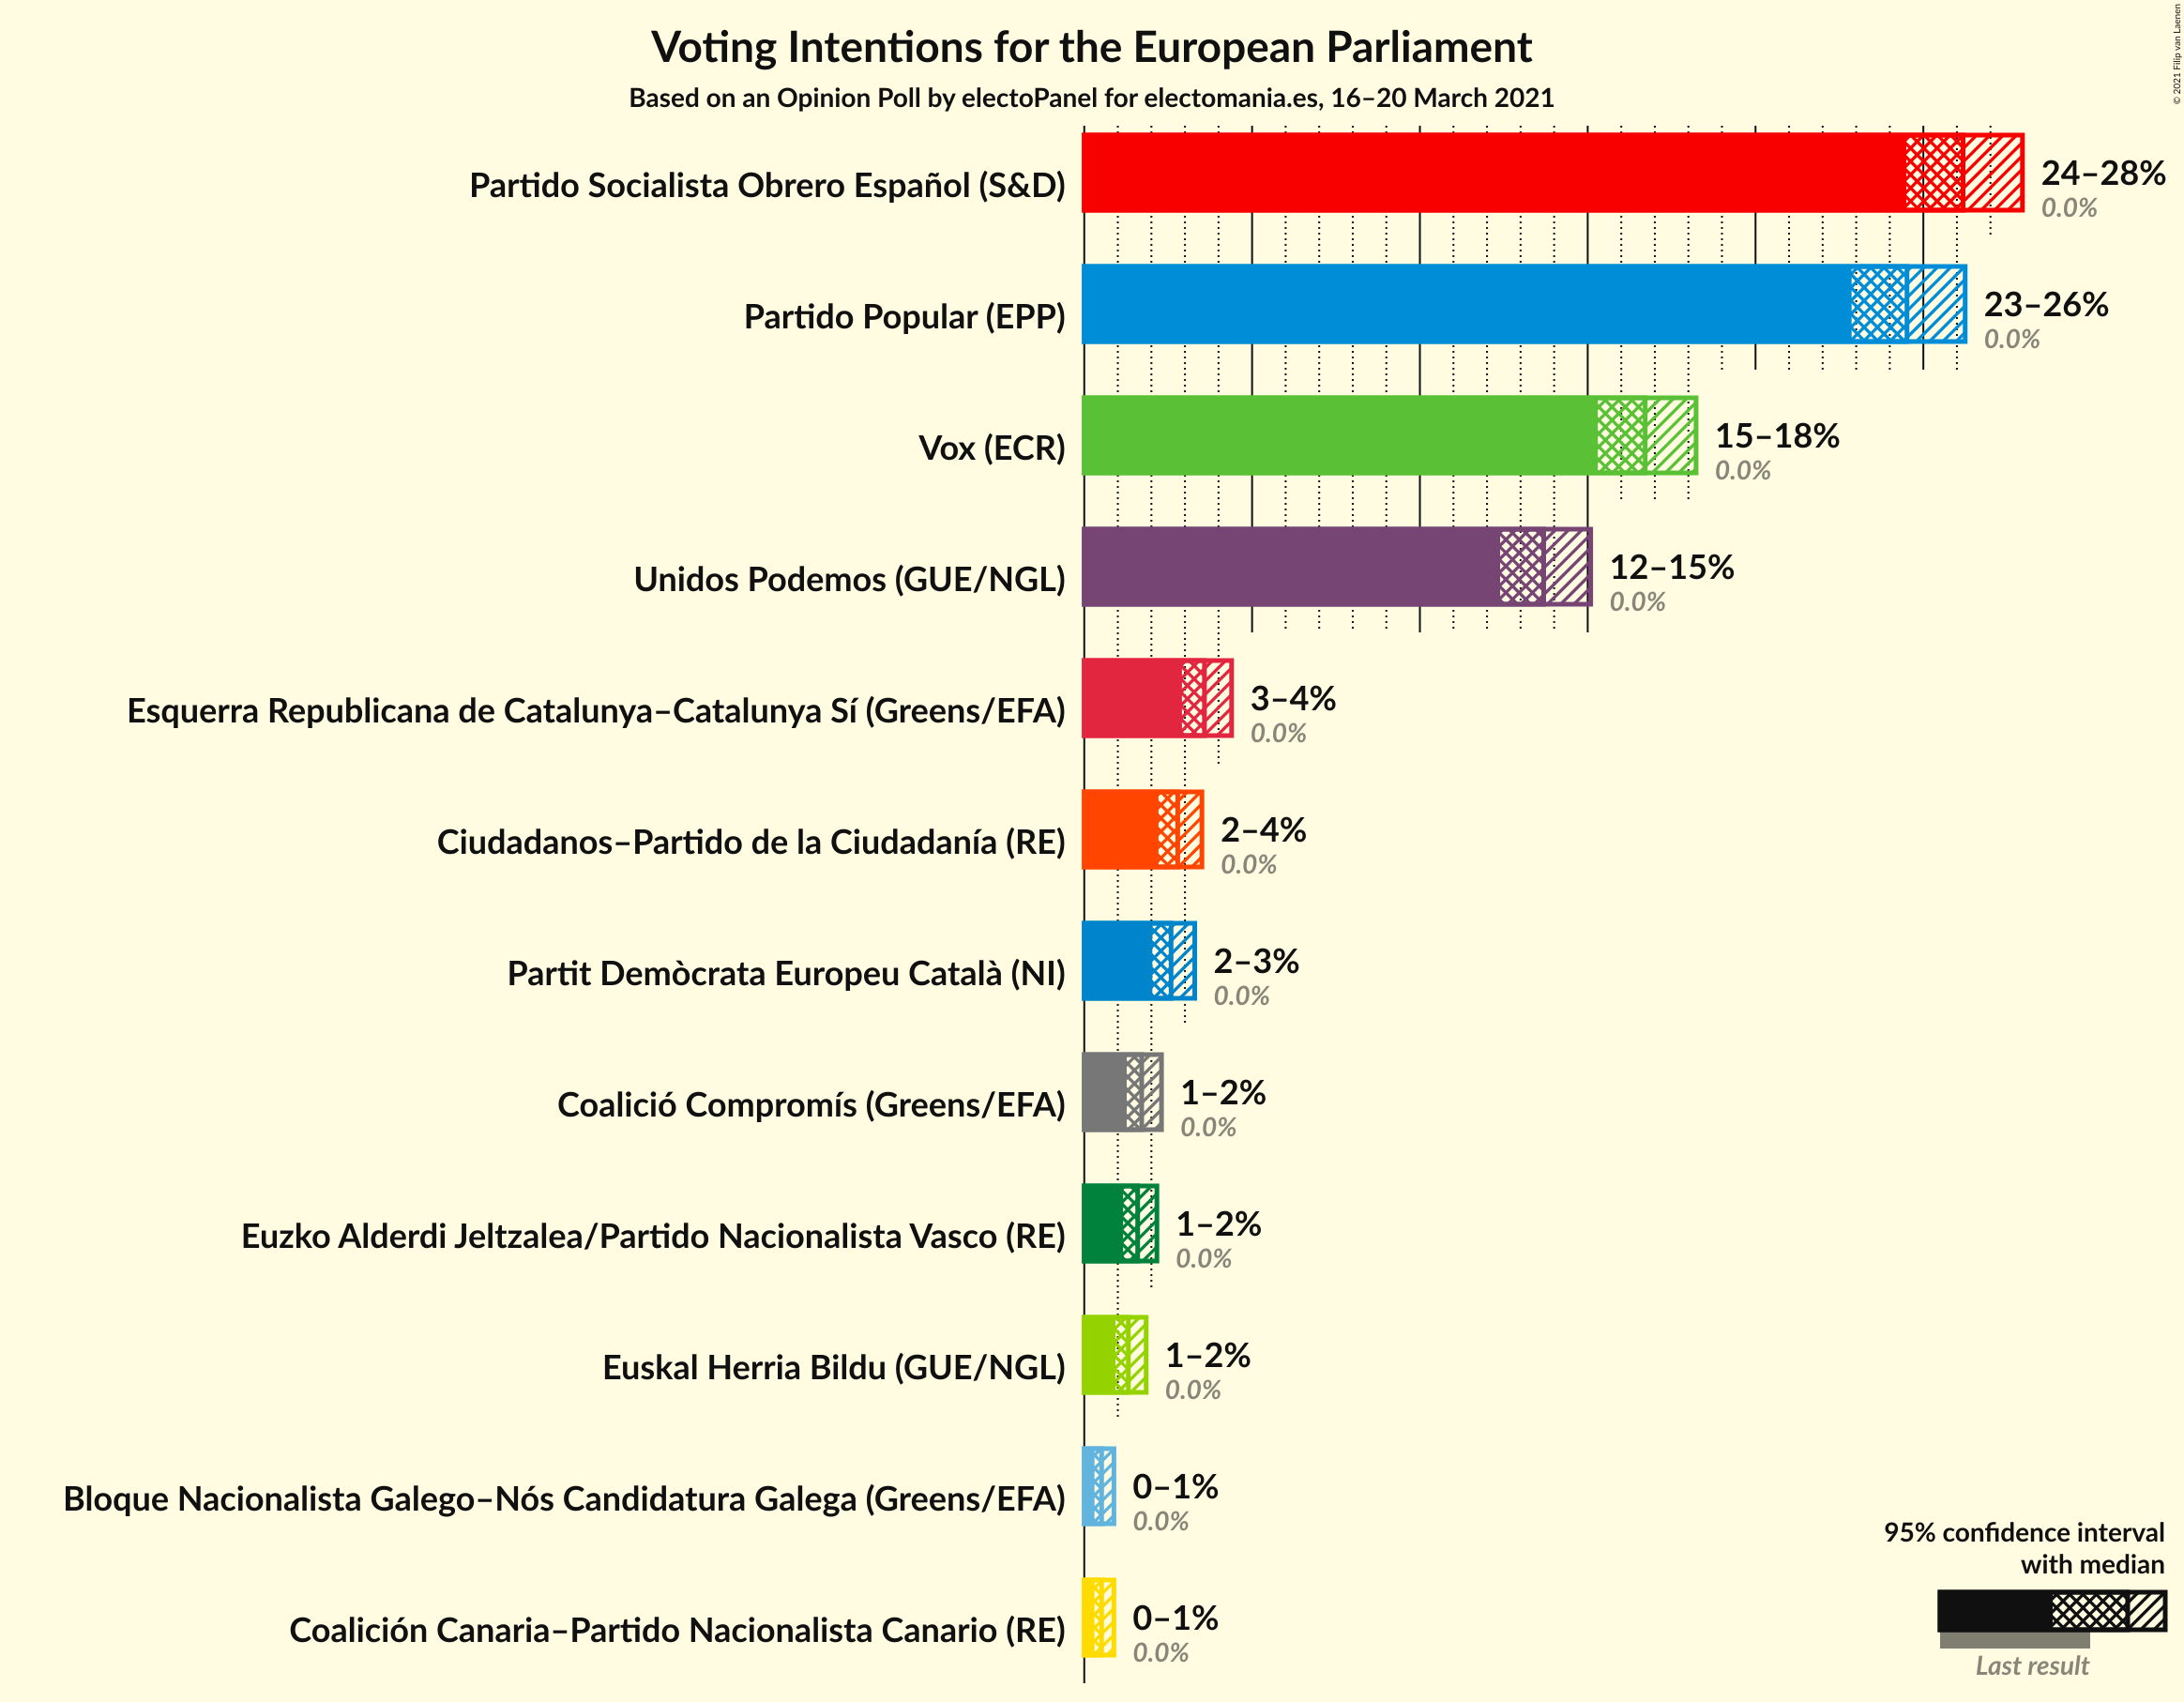 © 2021 Filip van Laenen
Voting Intentions for the European Parliament
Based on an Opinion Poll by electoPanel for electomania.es, 16–20 March 2021
Partido Socialista Obrero Español (S&D)
24–28%
0.0%
Partido Popular (EPP)
23–26%
0.0%
Vox (ECR)
15–18%
0.0%
Unidos Podemos (GUE/NGL)
12–15%
0.0%
Esquerra Republicana de Catalunya–Catalunya Sí (Greens/EFA)
3–4%
0.0%
Ciudadanos–Partido de la Ciudadanía (RE)
2–4%
0.0%
Partit Demòcrata Europeu Català (NI)
2–3%
0.0%
Coalició Compromís (Greens/EFA)
1–2%
0.0%
Euzko Alderdi Jeltzalea/Partido Nacionalista Vasco (RE)
1–2%
0.0%
Euskal Herria Bildu (GUE/NGL)
1–2%
0.0%
Bloque Nacionalista Galego–Nós Candidatura Galega (Greens/EFA)
0–1%
0.0%
Coalición Canaria–Partido Nacionalista Canario (RE)
0–1%
0.0%
95% confidence interval
with median
Last result